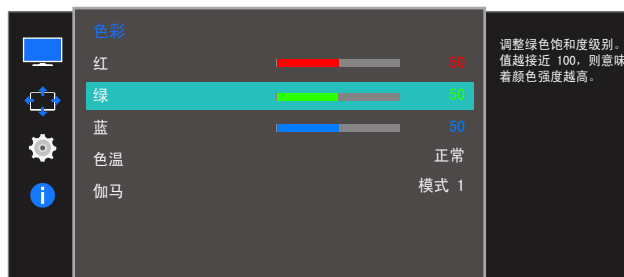 色彩
红 50
绿 50
蓝 50
色温 正常
伽马 模式 1
调整绿色饱和度级别。
值越接近 100，则意味
着颜色强度越高。